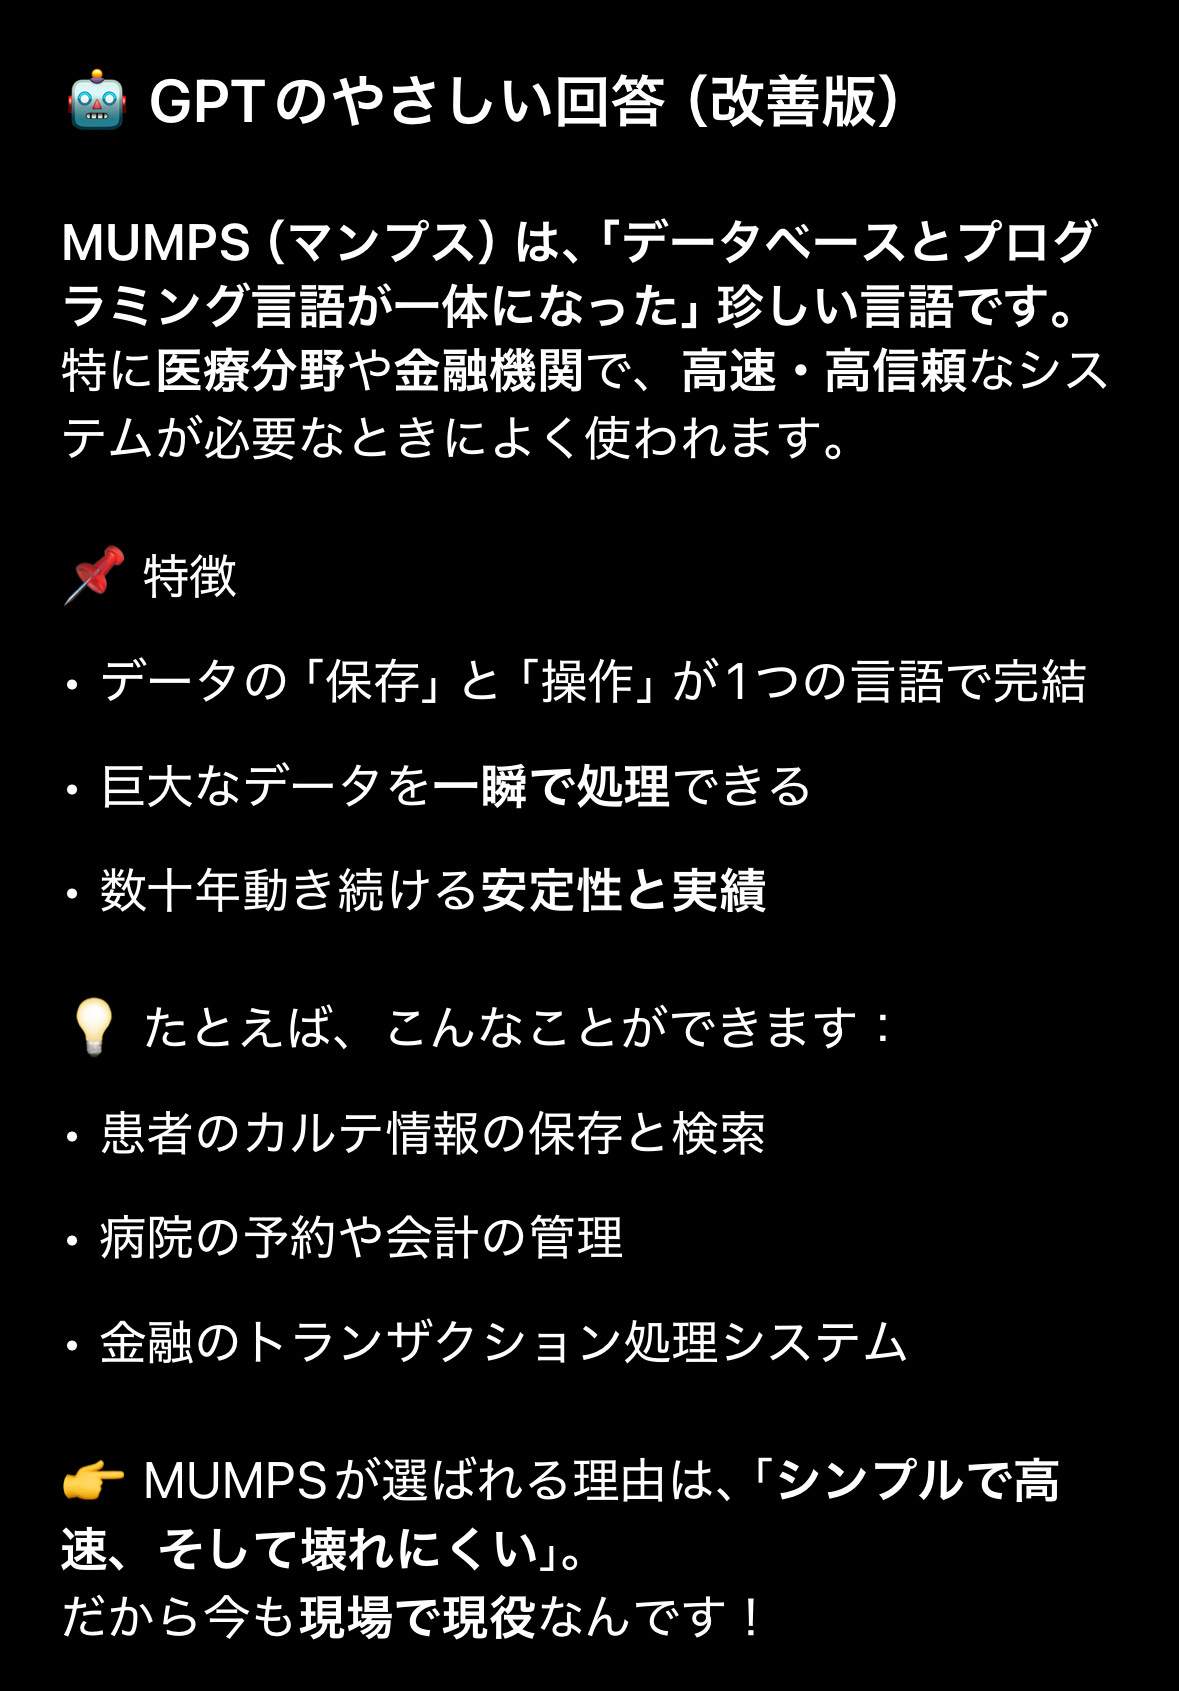 🤖 GPTのやさしい回答（改善版）
MUMPS（マンプス）は、「データベースとプログ
ラミング言語が一体になった」珍しい言語です。
特に医療分野や金融機関で、高速・高信頼なシス
テムが必要なときによく使われます。
📌 特徴
• データの「保存」と「操作」が1つの言語で完結
• 巨大なデータを一瞬で処理できる
• 数十年動き続ける安定性と実績
💡 たとえば、こんなことができます：
• 患者のカルテ情報の保存と検索
• 病院の予約や会計の管理
• 金融のトランザクション処理システム
👉 MUMPSが選ばれる理由は、「シンプルで高
速、そして壊れにくい」。
だから今も現場で現役なんです！